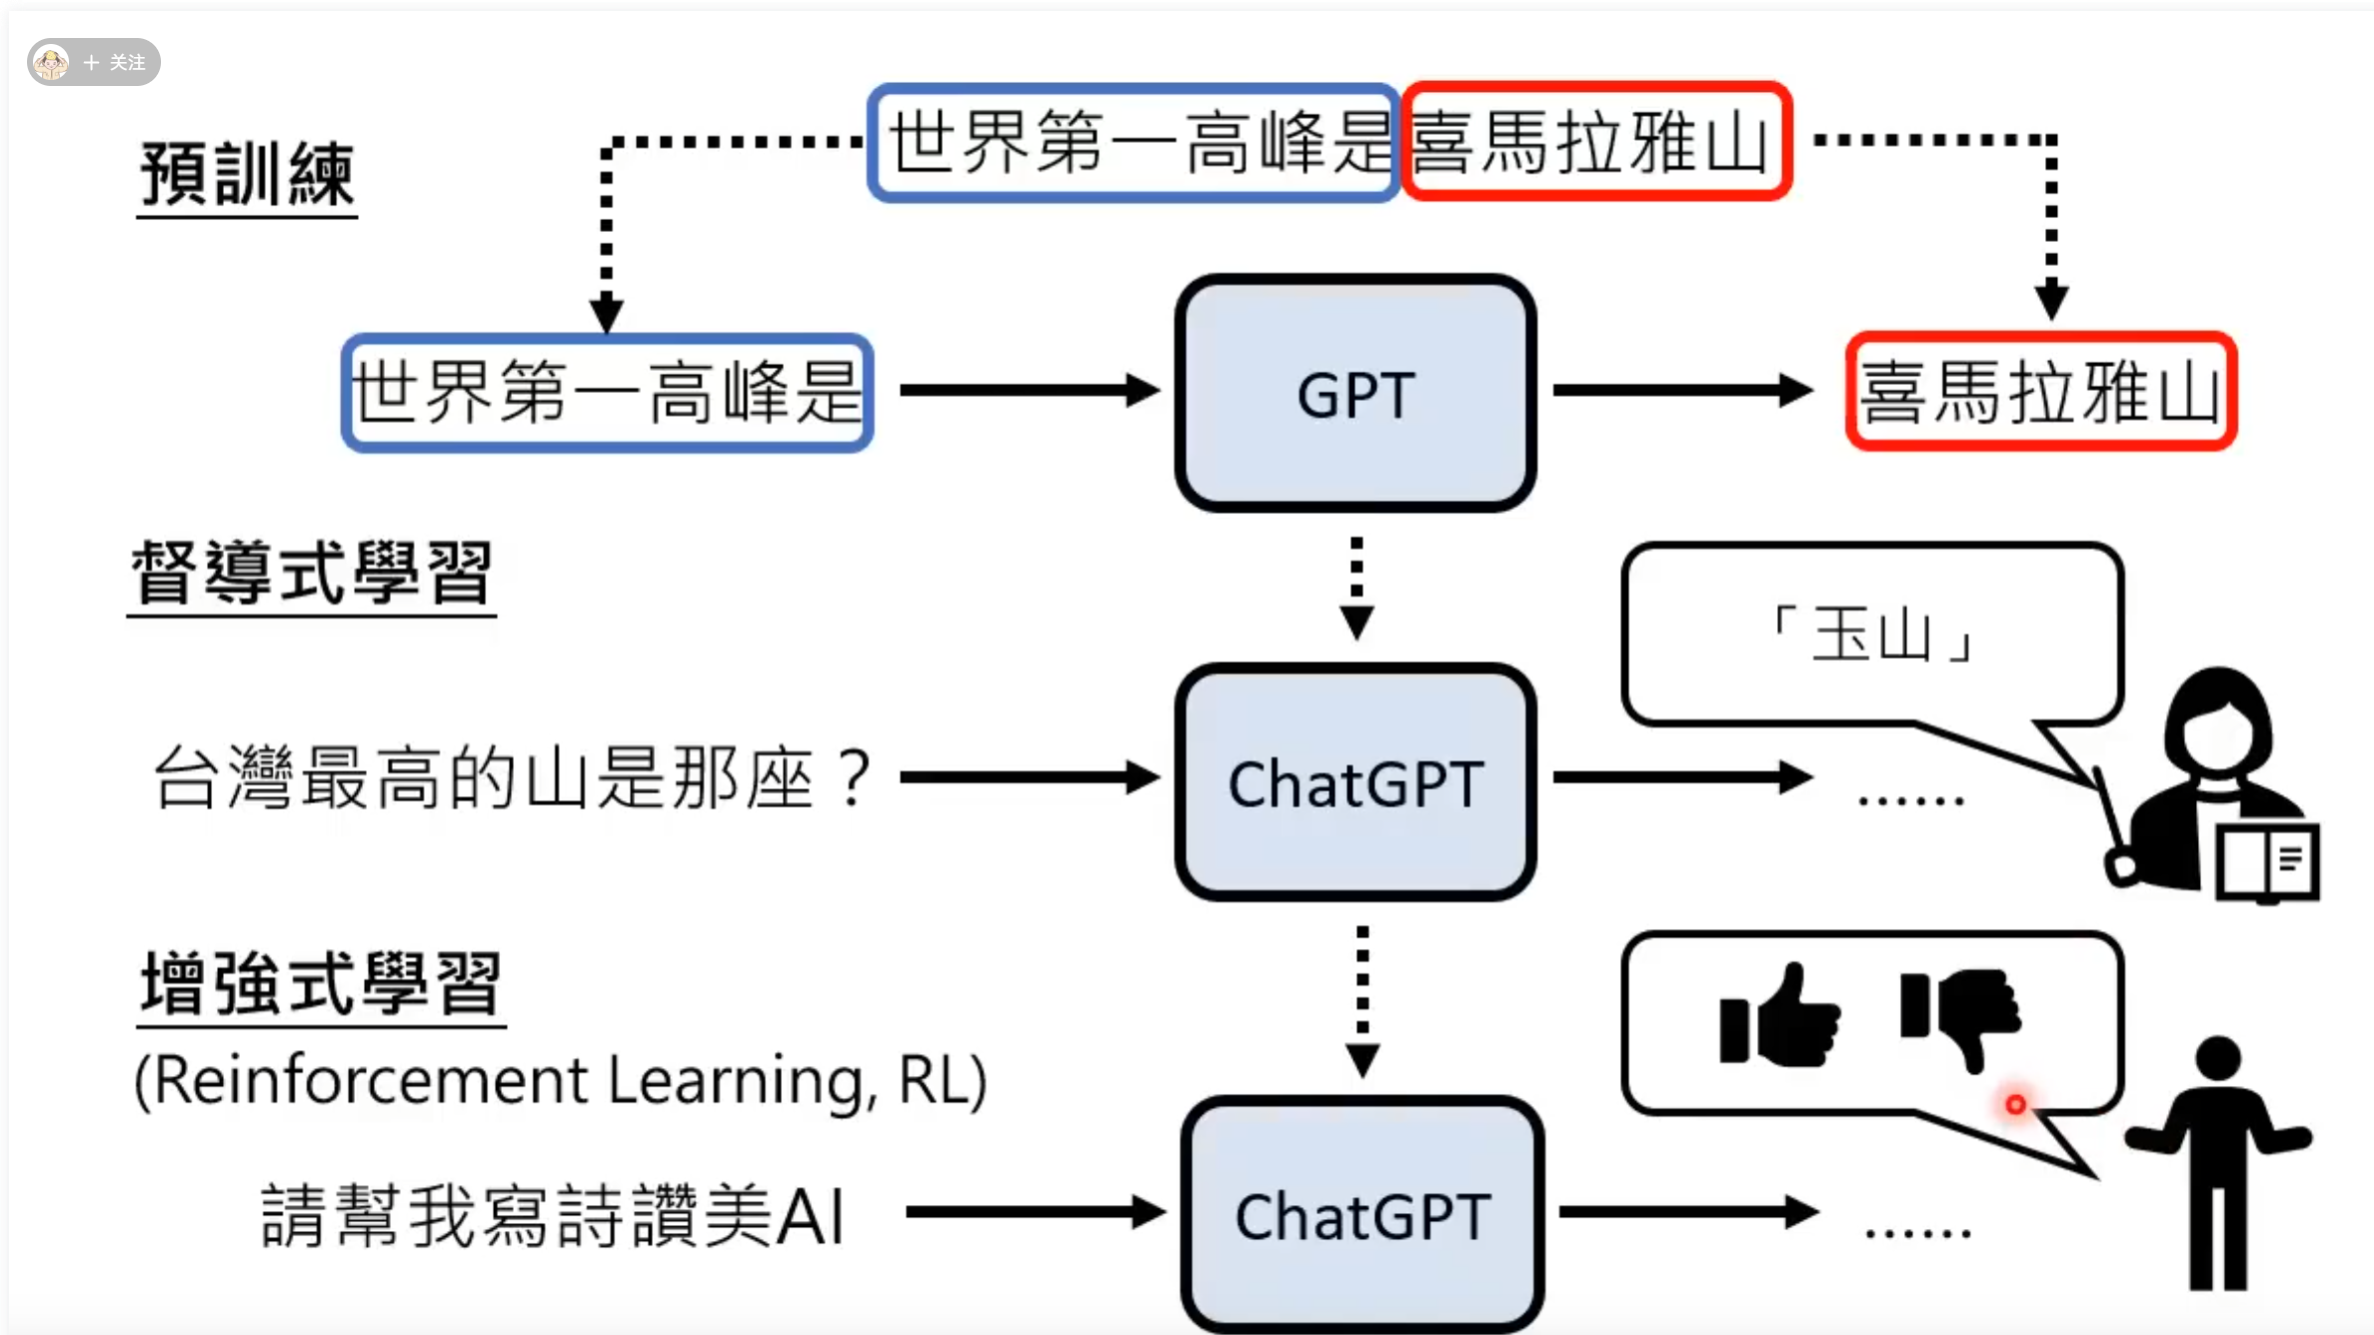 关注
世界第一高峰是喜馬拉雅山
預訓練
世界第一高峰是
GPT
喜馬拉雅山
督導式學習
「玉山」
台灣最高的山是那座？
ChatGPT
......
增強式學習
(Reinforcement Learning, RL)
請幫我寫詩讚美AI
ChatGPT
......